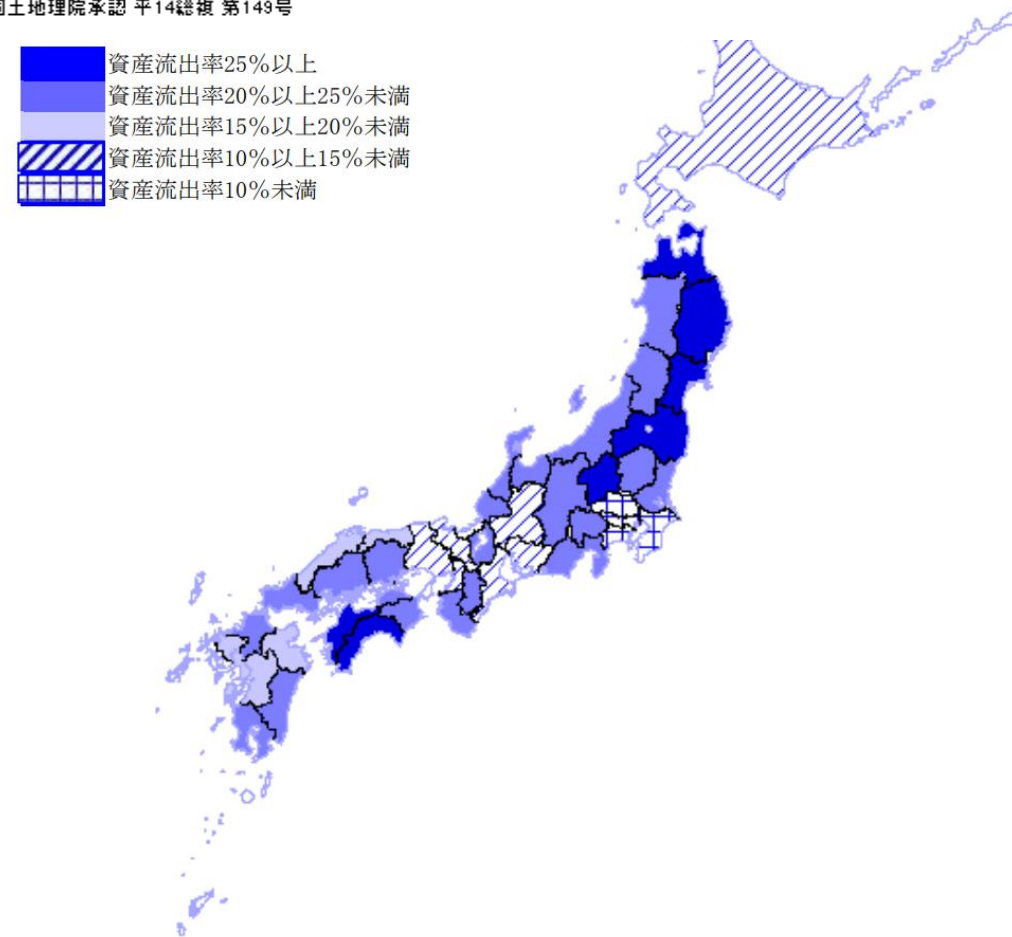 国土地理院承認 平14総複 第149号
資産流出率25%以上
資産流出率20%以上25%未満
資産流出率15%以上20%未満
資産流出率10%以上15%未満
資産流出率10%未満